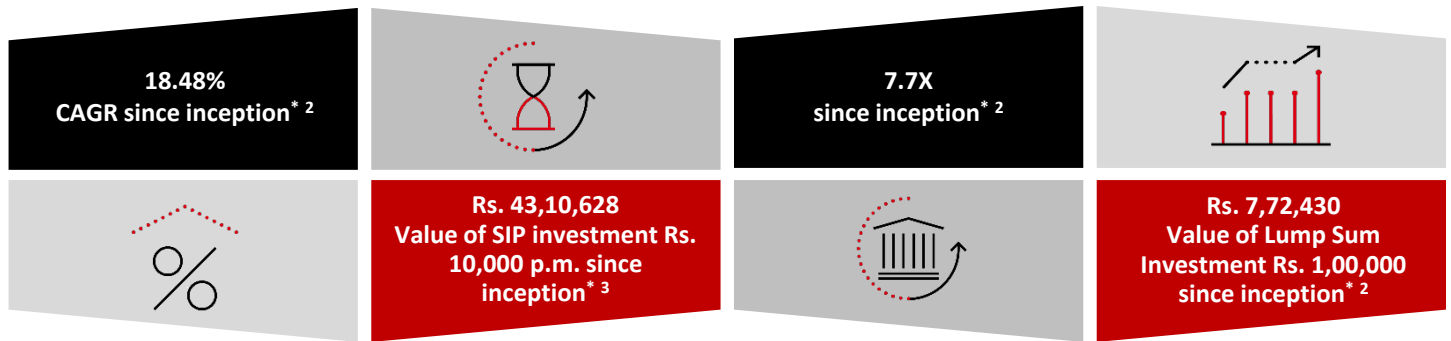 18.48%
CAGR since inception* 2
7.7X
since inception* 2
Rs. 43,10,628
Value of SIP investment Rs.
10,000 p.m. since
inception* 3
Rs. 7,72,430
Value of Lump Sum
Investment Rs. 1,00,000
since inception* 2